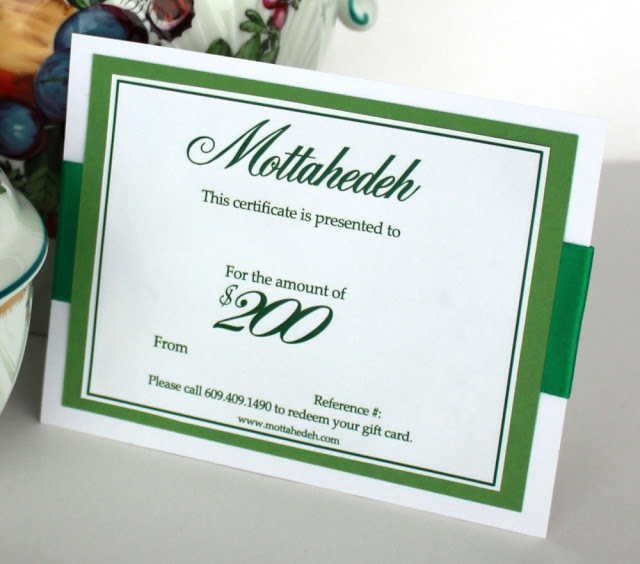 Mottahedeh
This certificate is presented to
For the amount of
$200
From
Reference #:
Please call 609.409.1490 to redeem your gift card.
www.mottahedeh.com